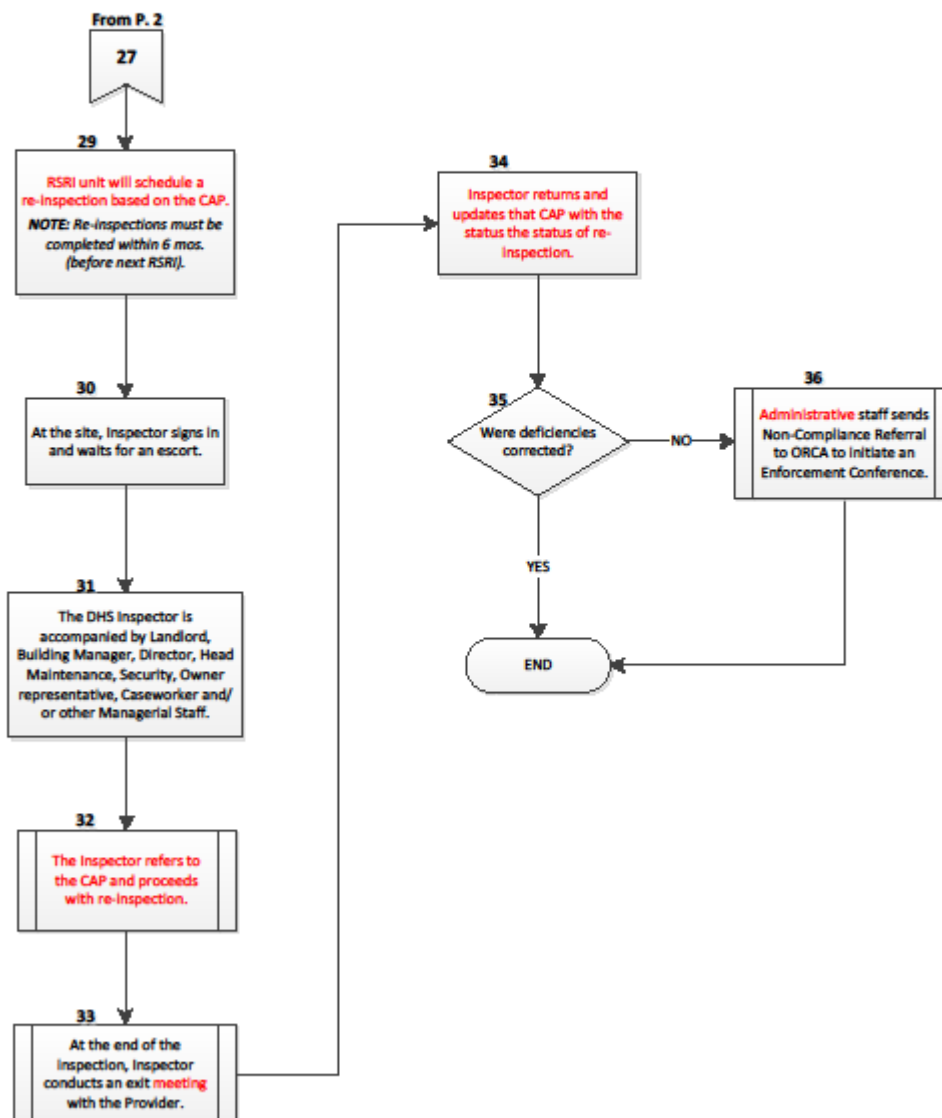 From P. 2
27
29
RSRI unit will schedule a
re-inspection based on the CAP.
NOTE: Re-inspections must be
completed within 6 mos.
(before next RSRI).
30
At the site, Inspector signs in
and waits for an escort.
31
The DHS Inspector is
accompanied by Landlord,
Building Manager, Director, Head
Maintenance, Security, Owner
representative, Caseworker and/
or other Managerial Staff.
32
The Inspector refers to
the CAP and proceeds
with re-inspection.
33
At the end of the
inspection, Inspector
conducts an exit meeting
with the Provider.
34
Inspector returns and
updates that CAP with the
status the status of re-
inspection.
35
Were deficiencies
corrected?
NO
YES
36
Administrative staff sends
Non-Compliance Referral
to ORCA to initiate an
Enforcement Conference.
END